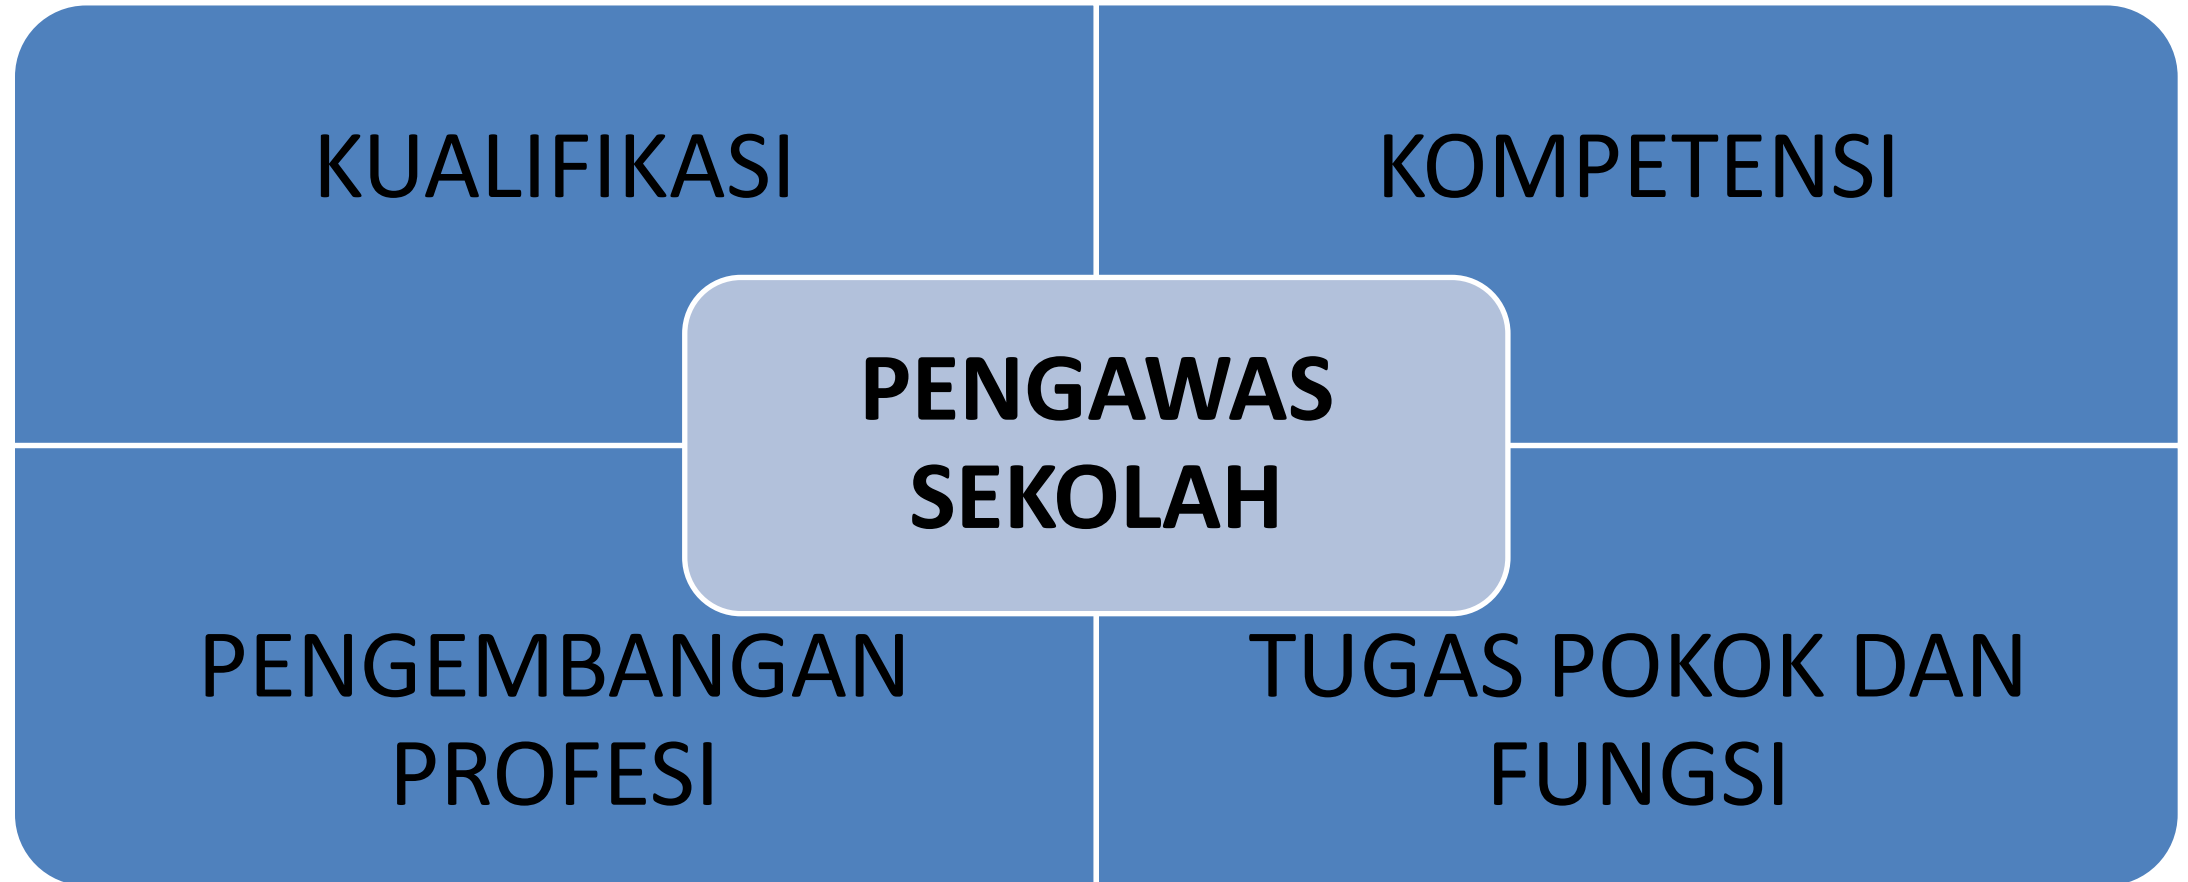 KUALIFIKASI
KOMPETENSI
PENGAWAS
SEKOLAH
PENGEMBANGAN
PROFESI
TUGAS POKOK DAN
FUNGSI